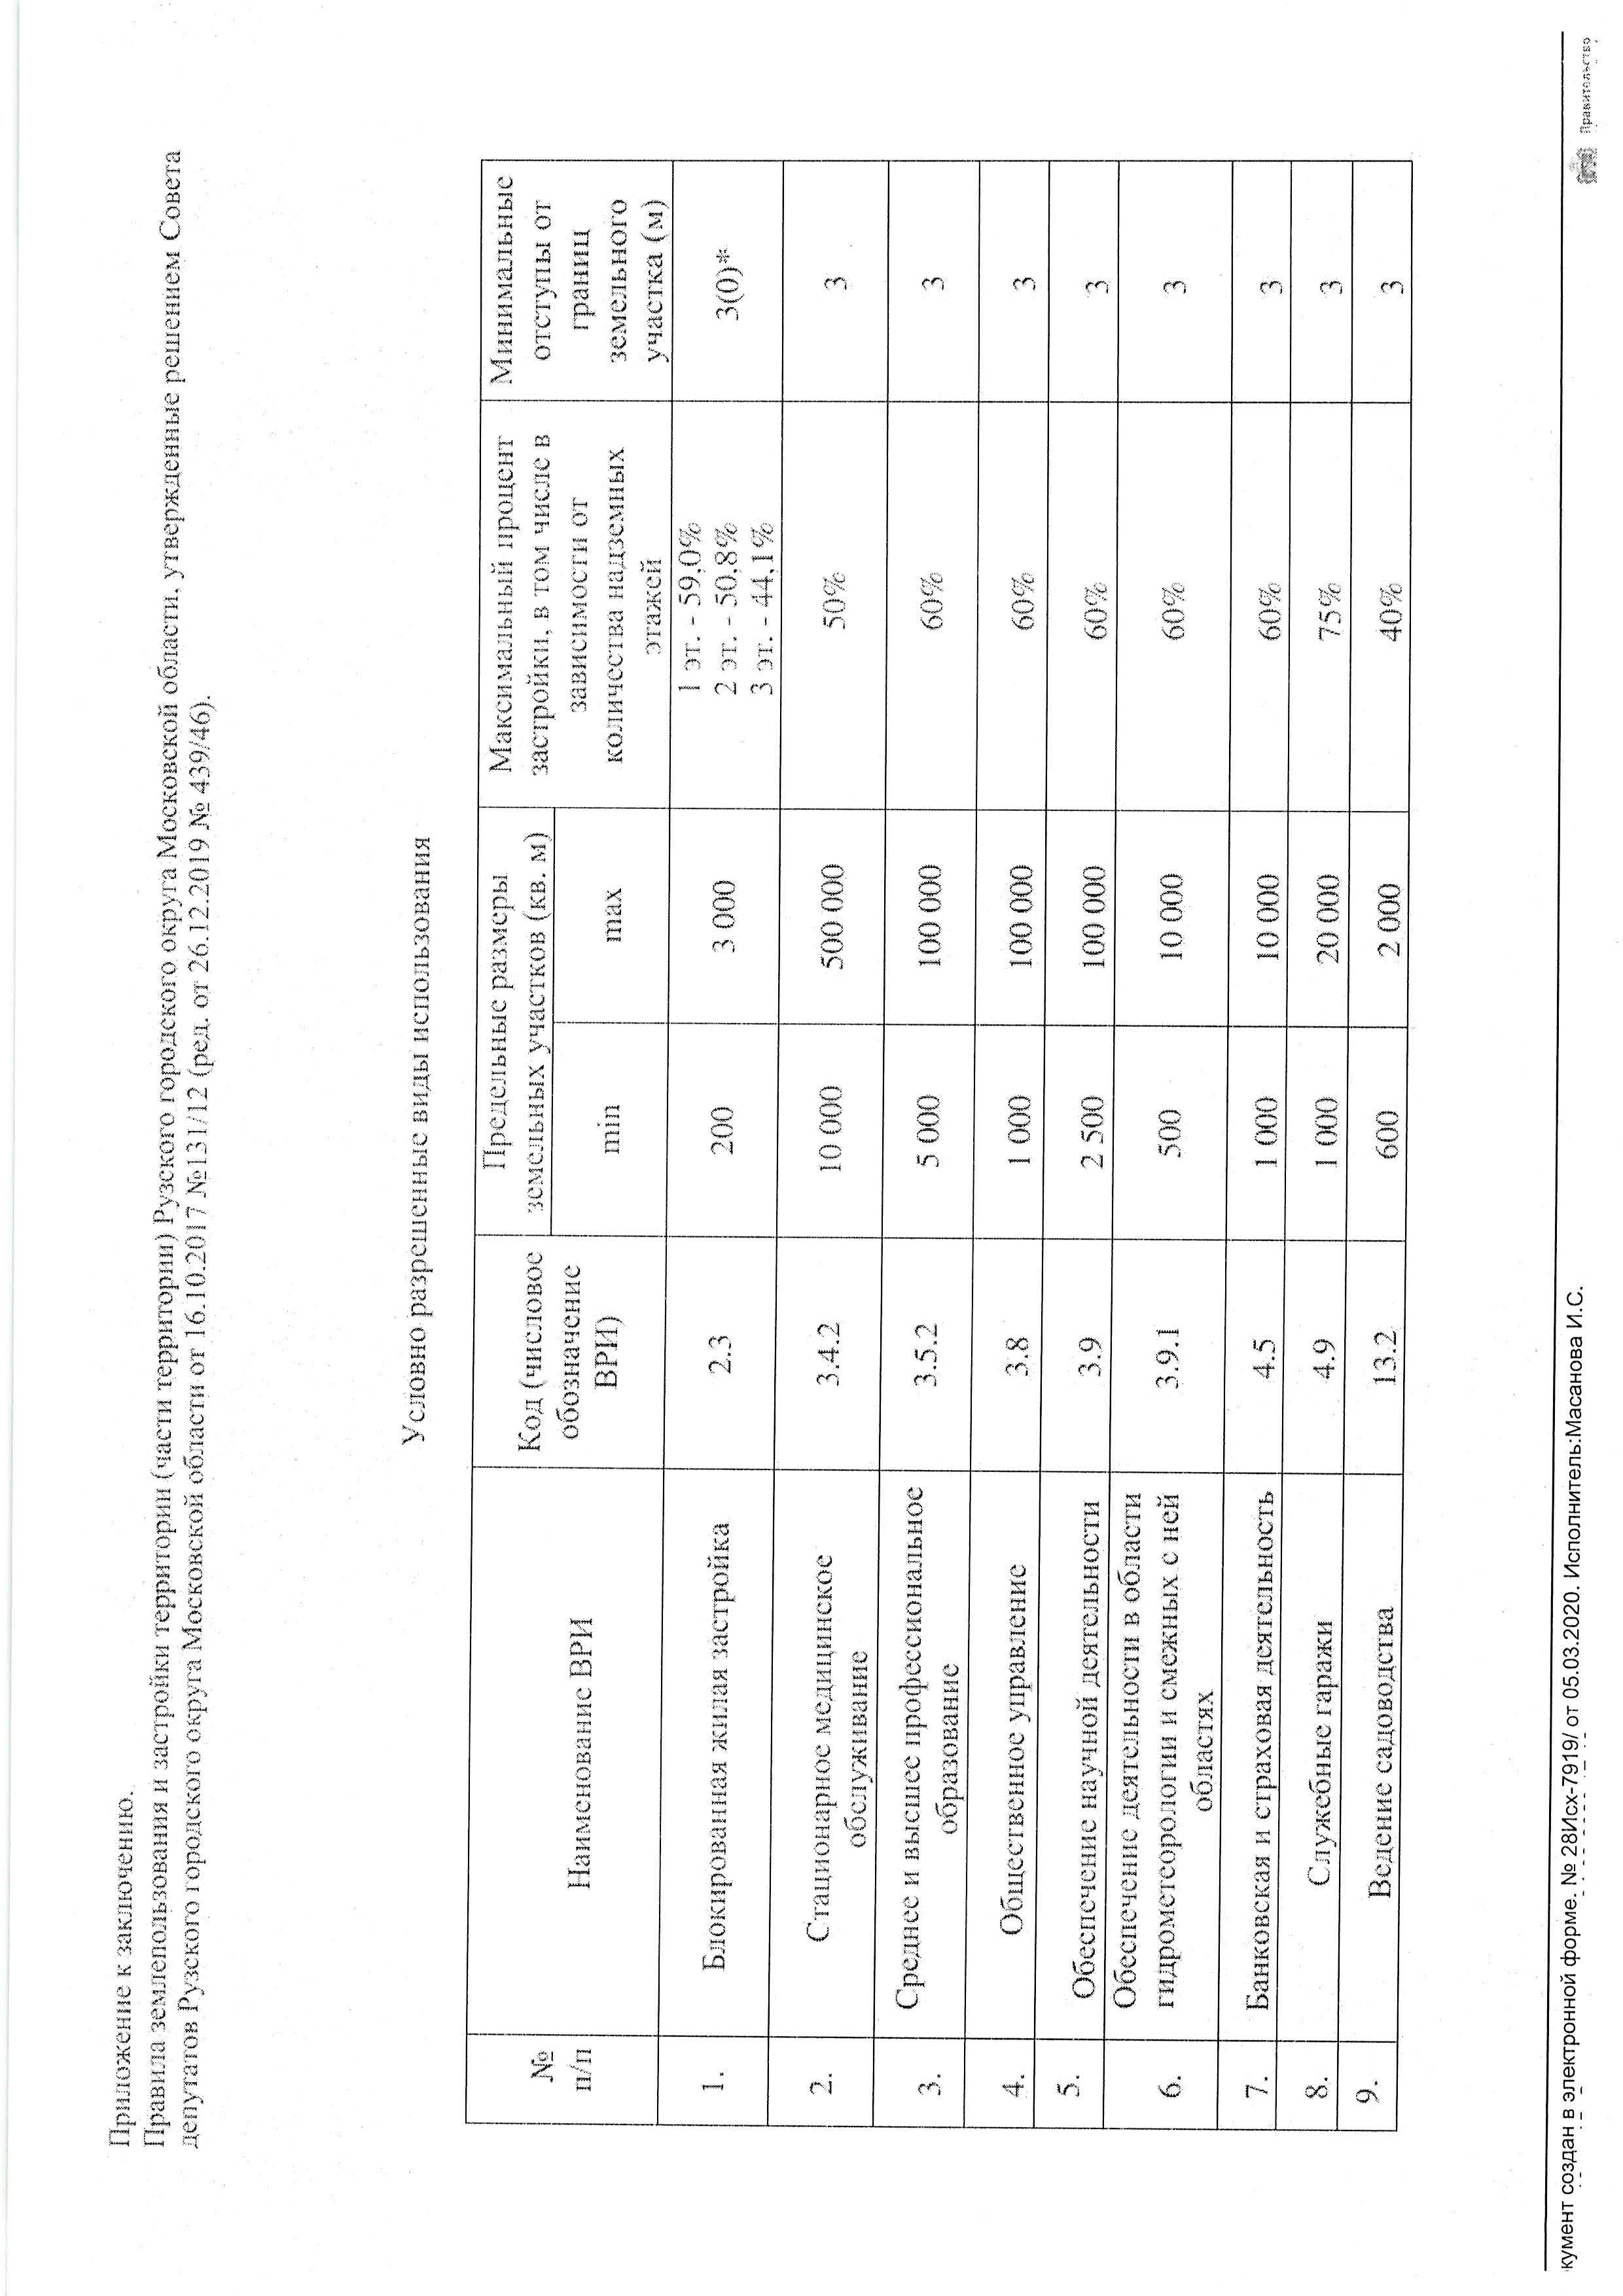 Приложение к заключению.
Правила землепользования и застройки территории (части территории) Рузского городского округа Московской области, утвержденные решением Совета
депутатов Рузского городского округа Московской области от 16.10.2017 №131/12 (ред. от 26.12.2019 № 439/46).
Условно разрешенные виды использования
№
п/п
Наименование ВРИ
Код (числовое
обозначение
ВРИ)
Предельные размеры
земельных участков (кв. м)
min
max
Максимальный процент
застройки, в том числе в
зависимости от
количества надземных
этажей
Минимальные
отступы от
границ
земельного
участка (м)
1.
Блокированная жилая застройка
2.3
200
3 000
1 эт. - 59,0%
2 эт. - 50,8%
3 эт. - 44,1%
3(0)*
2.
Стационарное медицинское
обслуживание
3.4.2
10 000
500 000
50%
3
3.
Среднее и высшее профессиональное
образование
3.5.2
5 000
100 000
60%
3
4.
Общественное управление
3.8
1 000
100 000
60%
3
5.
Обеспечение научной деятельности
3.9
2 500
100 000
60%
3
6.
Обеспечение деятельности в области
гидрометеорологии и смежных с ней
областях
3.9.1
500
10 000
60%
3
7.
Банковская и страховая деятельность
4.5
1 000
10 000
60%
3
8.
Служебные гаражи
4.9
1 000
20 000
75%
3
9.
Ведение садоводства
13.2
600
2 000
40%
3
кумент создан в электронной форме. № 28Исх-7919/ от 05.03.2020. Исполнитель:Масанова И.С.
Правительство